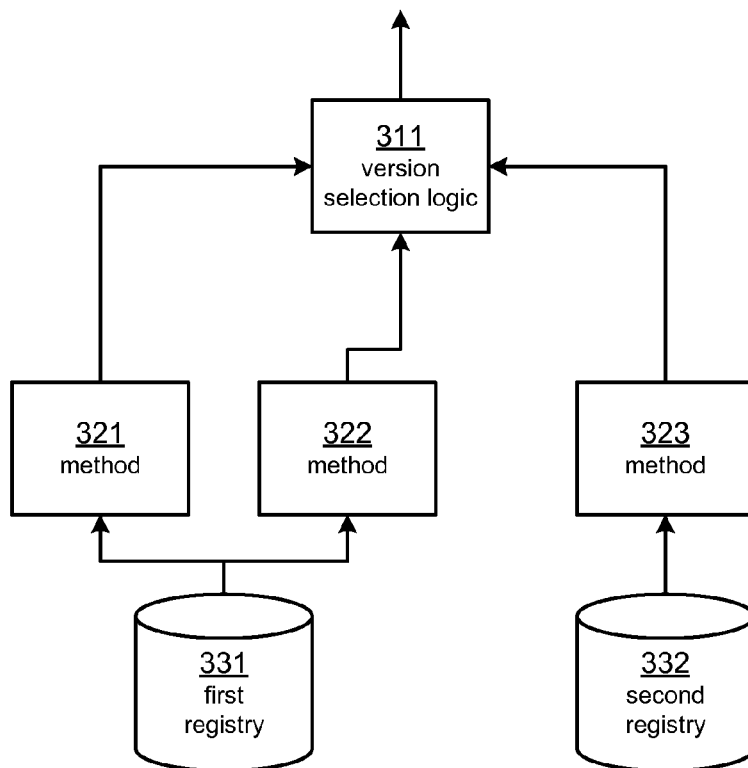 311
version
selection logic
321
method
322
method
323
method
331
first
registry
332
second
registry